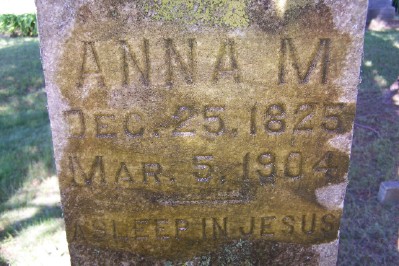 ANNA M
DEC. 25. 1825
MAR. 5. 1904
ASLEEP IN JESUS